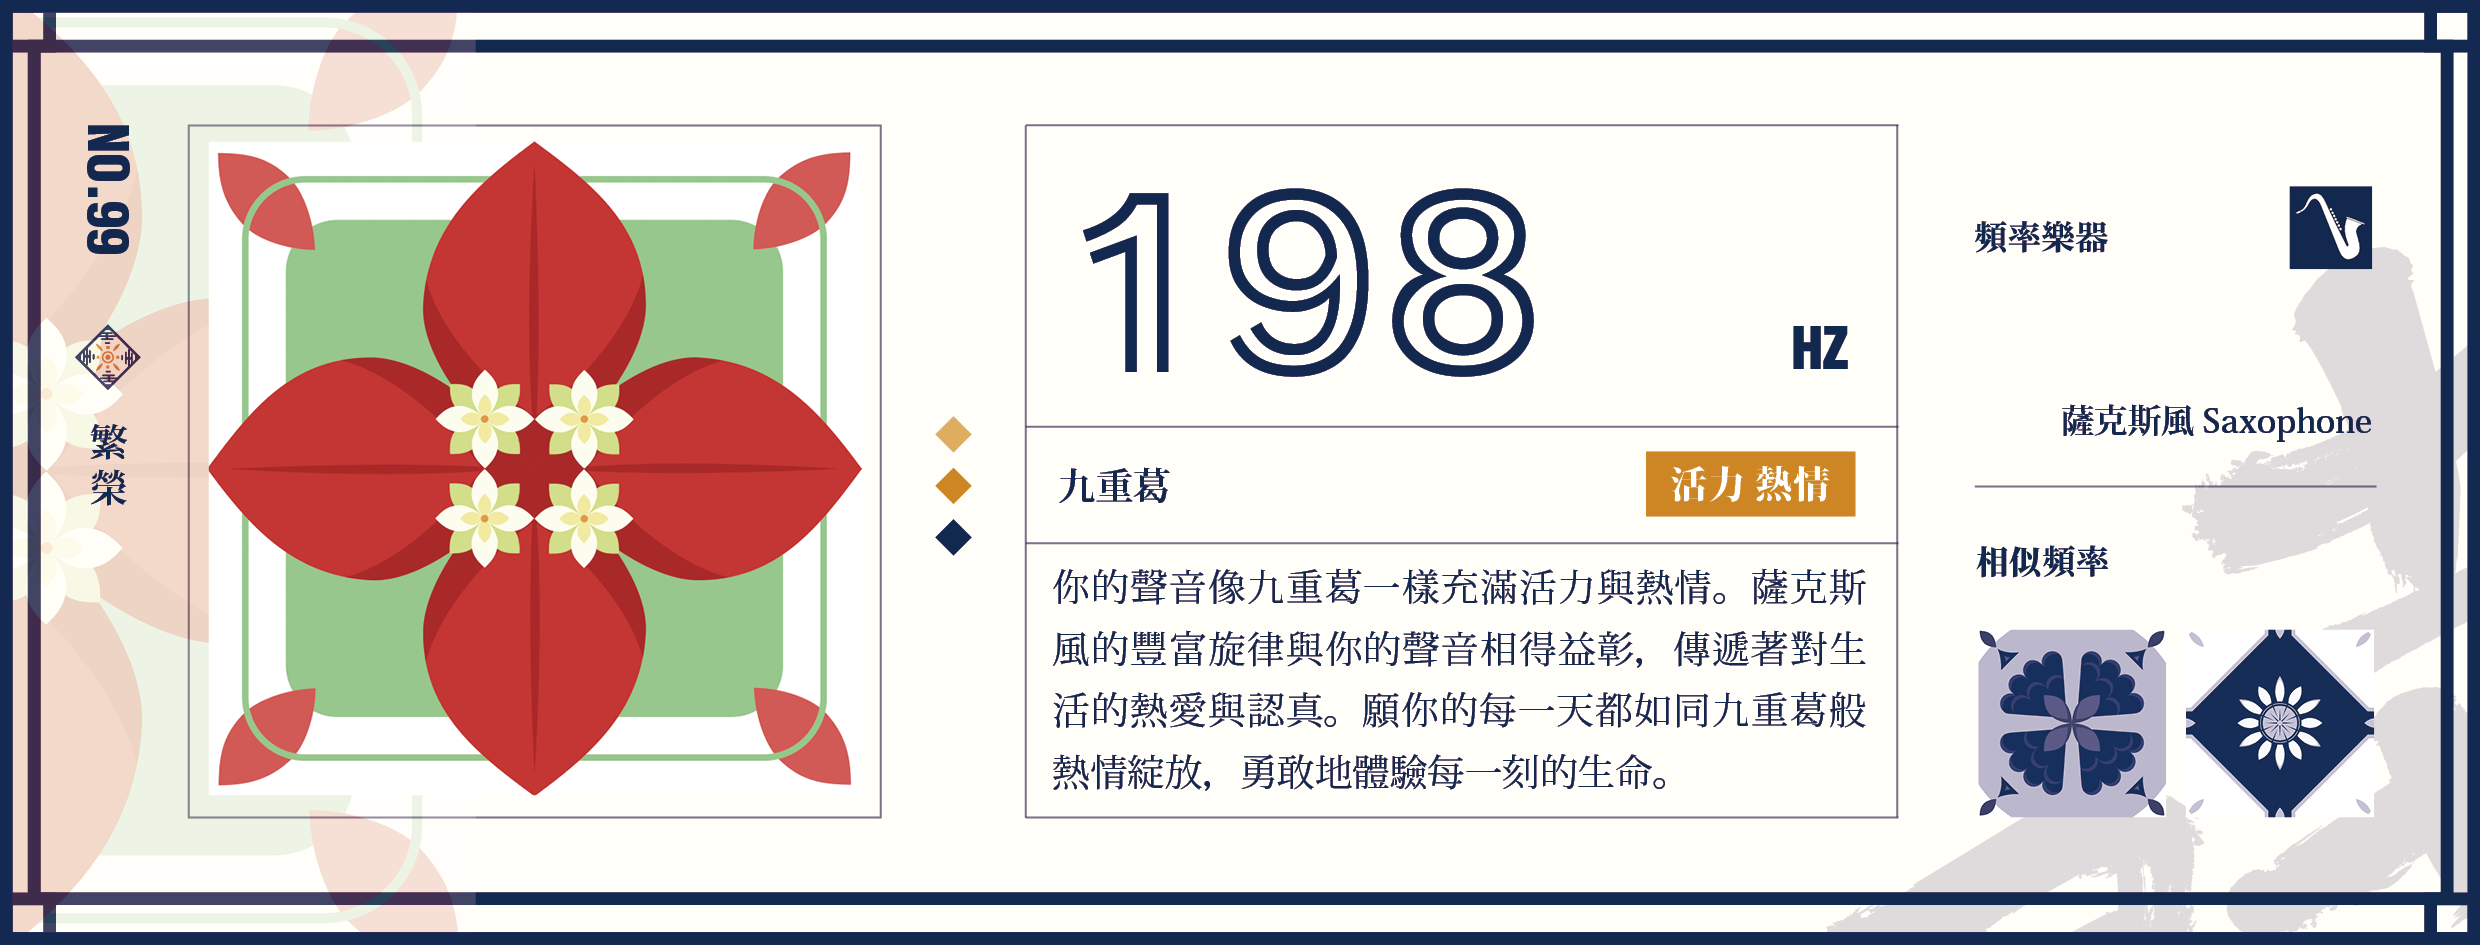 NO.99
繁榮
198
HZ
九重葛
活力 熱情
你的聲音像九重葛一樣充滿活力與熱情。薩克斯
風的豐富旋律與你的聲音相得益彰，傳遞著對生
活的熱愛與認真。願你的每一天都如同九重葛般
熱情綻放，勇敢地體驗每一刻的生命。
頻率樂器
薩克斯風 Saxophone
相似頻率